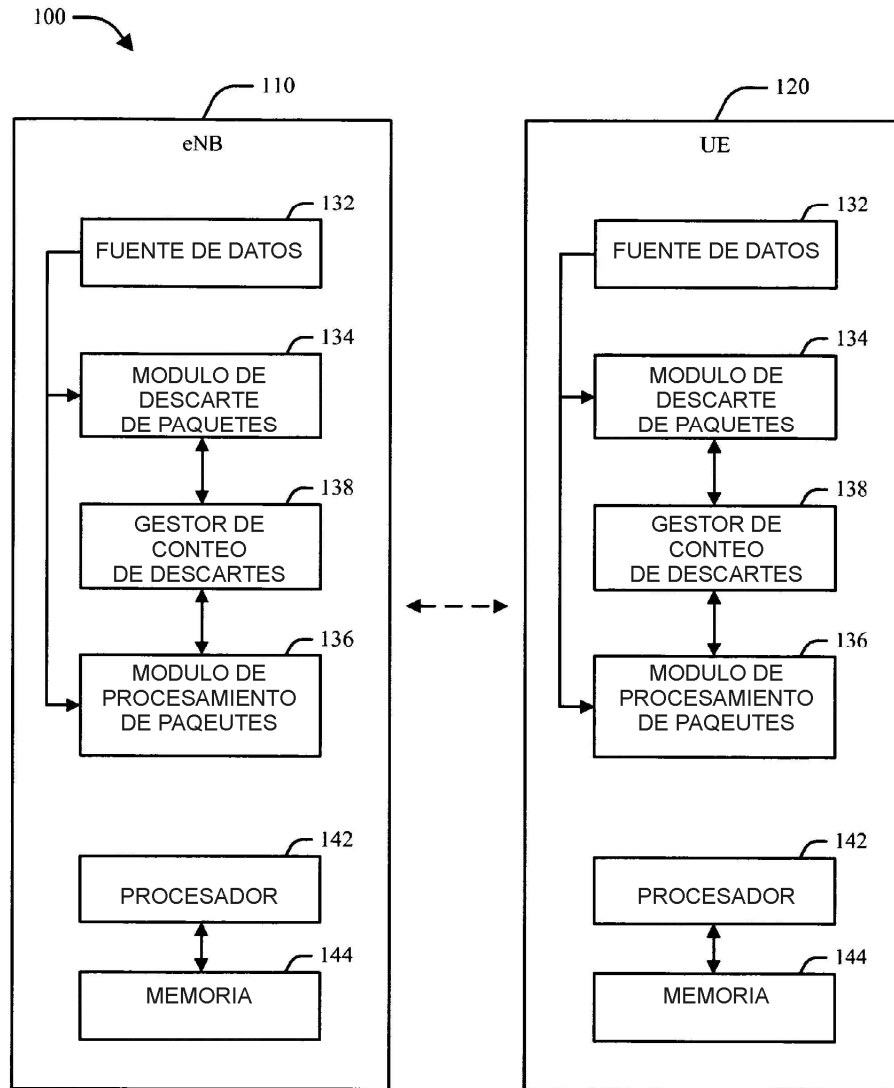 100
110
eNB
132
FUENTE DE DATOS
134
MODULO DE
DESCARTE
DE PAQUETES
138
GESTOR DE
CONTEO
DE DESCARTES
136
MODULO DE
PROCESAMIENTO
DE PAQEUTES
142
PROCESADOR
144
MEMORIA
120
UE
132
FUENTE DE DATOS
134
MODULO DE
DESCARTE
DE PAQUETES
138
GESTOR DE
CONTEO
DE DESCARTES
136
MODULO DE
PROCESAMIENTO
DE PAQEUTES
142
PROCESADOR
144
MEMORIA